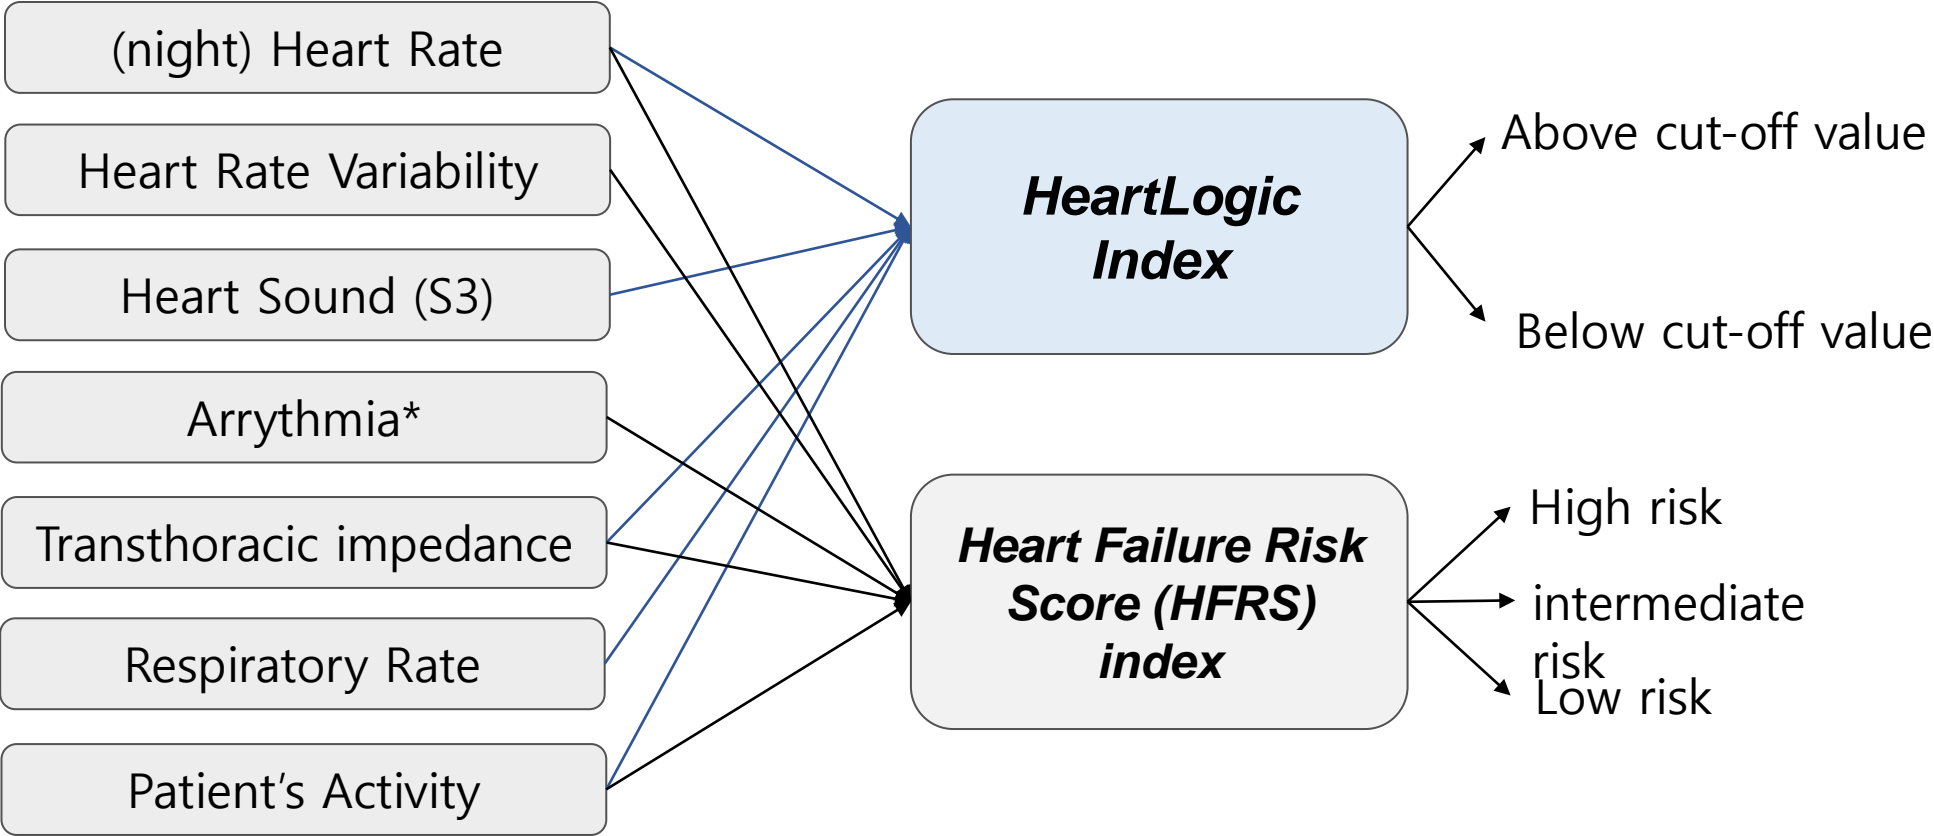 (night) Heart Rate
Heart Rate Variability
Heart Sound (S3)
Arrythmia*
Transthoracic impedance
Respiratory Rate
Patient’s Activity
HeartLogic
Index
Heart Failure Risk
Score (HFRS)
index
Above cut-off value
Below cut-off value
High risk
intermediate
risk
Low risk